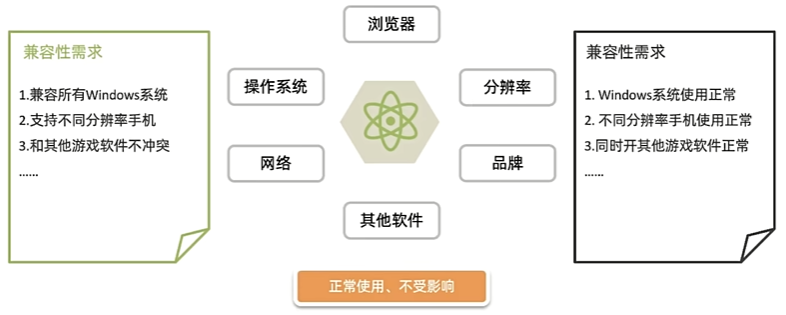 兼容性需求
1.兼容所有Windows系统
2.支持不同分辨率手机
3.和其他游戏软件不冲突
......
浏览器
操作系统
分辨率
网络
品牌
其他软件
正常使用、不受影响
兼容性需求
1. Windows系统使用正常
2. 不同分辨率手机使用正常
3.同时开其他游戏软件正常
......